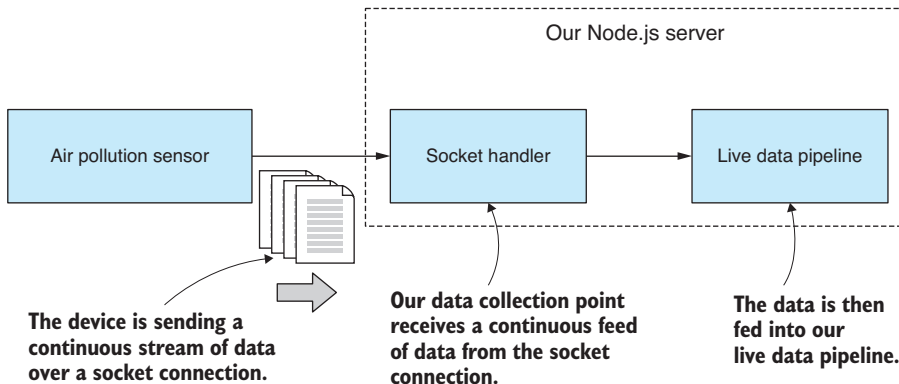 Our Node.js server
Air pollution sensor
Socket handler
Live data pipeline
The device is sending a
continuous stream of data
over a socket connection.
Our data collection point
receives a continuous feed
of data from the socket
connection.
The data is then
fed into our
live data pipeline.